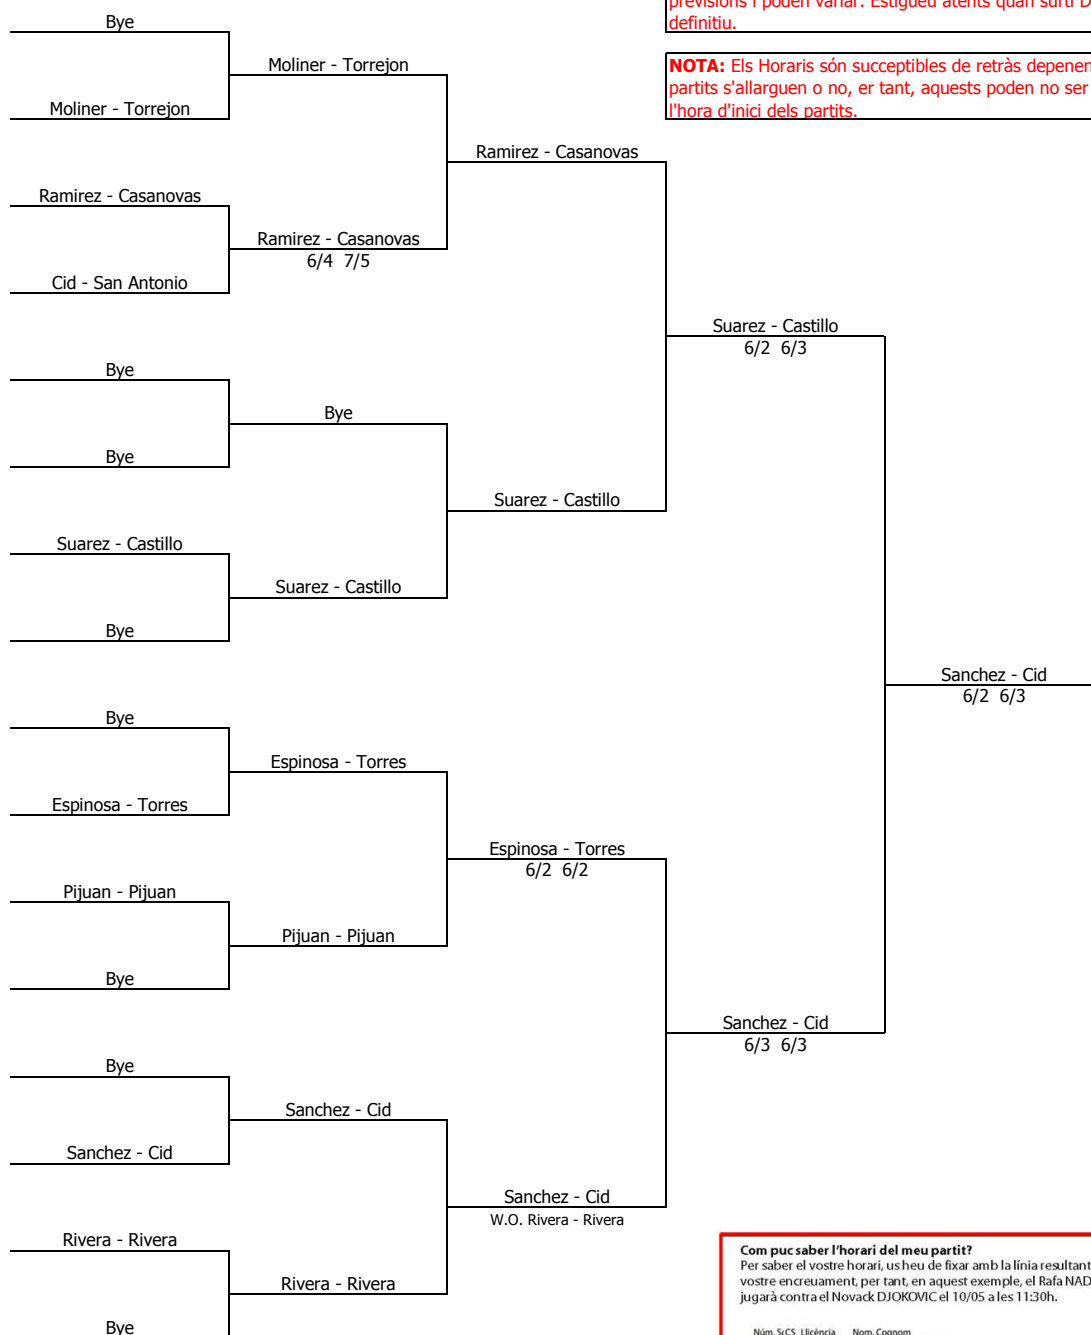 previsions i poden variar. Estigueu atents quan surti
definitiu.
NOTA: Els Horaris són succeptibles de retràs depenen
partits s'allarguen o no, er tant, aquests poden no ser
l'hora d'inici dels partits.
Bye
Moliner - Torrejon
Moliner - Torrejon
Ramirez - Casanovas
Ramirez - Casanovas
Ramirez - Casanovas
6/4 7/5
Cid - San Antonio
Suarez - Castillo
6/2 6/3
Bye
Bye
Bye
Suarez - Castillo
Suarez - Castillo
Suarez - Castillo
Bye
Sanchez - Cid
6/2 6/3
Bye
Espinosa - Torres
Espinosa - Torres
Espinosa - Torres
6/2 6/2
Pijuan - Pijuan
Pijuan - Pijuan
Bye
Sanchez - Cid
6/3 6/3
Bye
Sanchez - Cid
Sanchez - Cid
Sanchez - Cid
W.O. Rivera - Rivera
Rivera - Rivera
Rivera - Rivera
Bye
Com puc saber l'horari del meu partit?
Per saber el vostre horari, us heu de fixar amb la línia resultant
vostre encreuament, per tant, en aquest exemple, el Rafa NAD
jugarà contra el Novack DJOKOVIC el 10/05 a les 11:30h.
Núm. SrCS Llicència Nom, Cognom